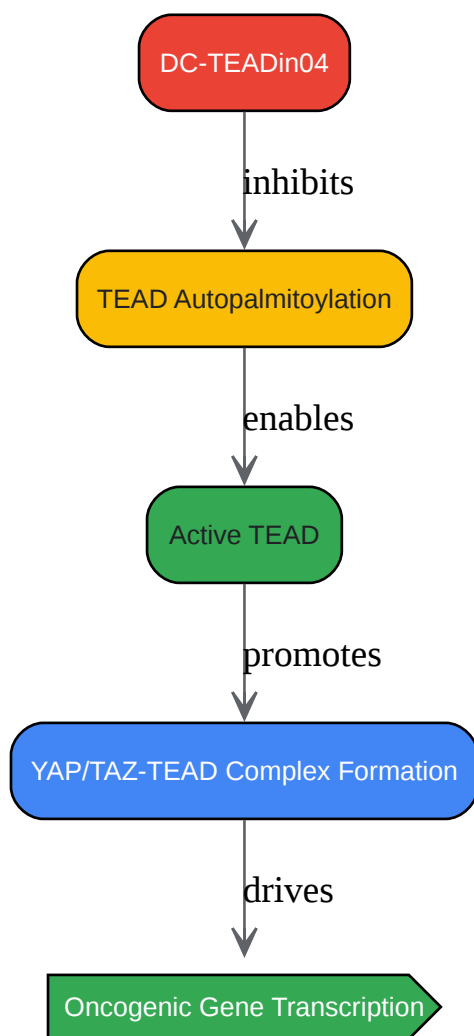 DC-TEADin04
inhibits
TEAD Autopalmitoylation
enables
Active TEAD
promotes
YAP/TAZ-TEAD Complex Formation
drives
Oncogenic Gene Transcription